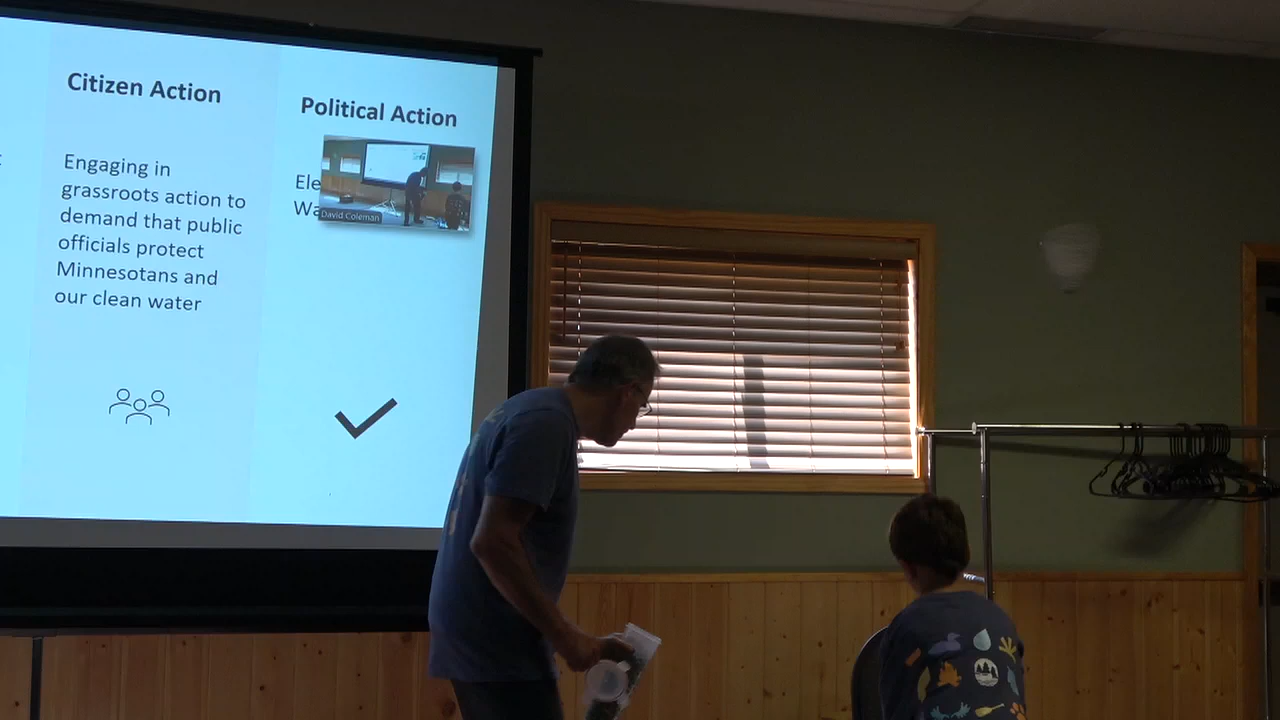 Citizen Action
Engaging in
grassroots action to
demand that public
officials protect
Minnesotans and
our clean water
Political Action
David Coleman